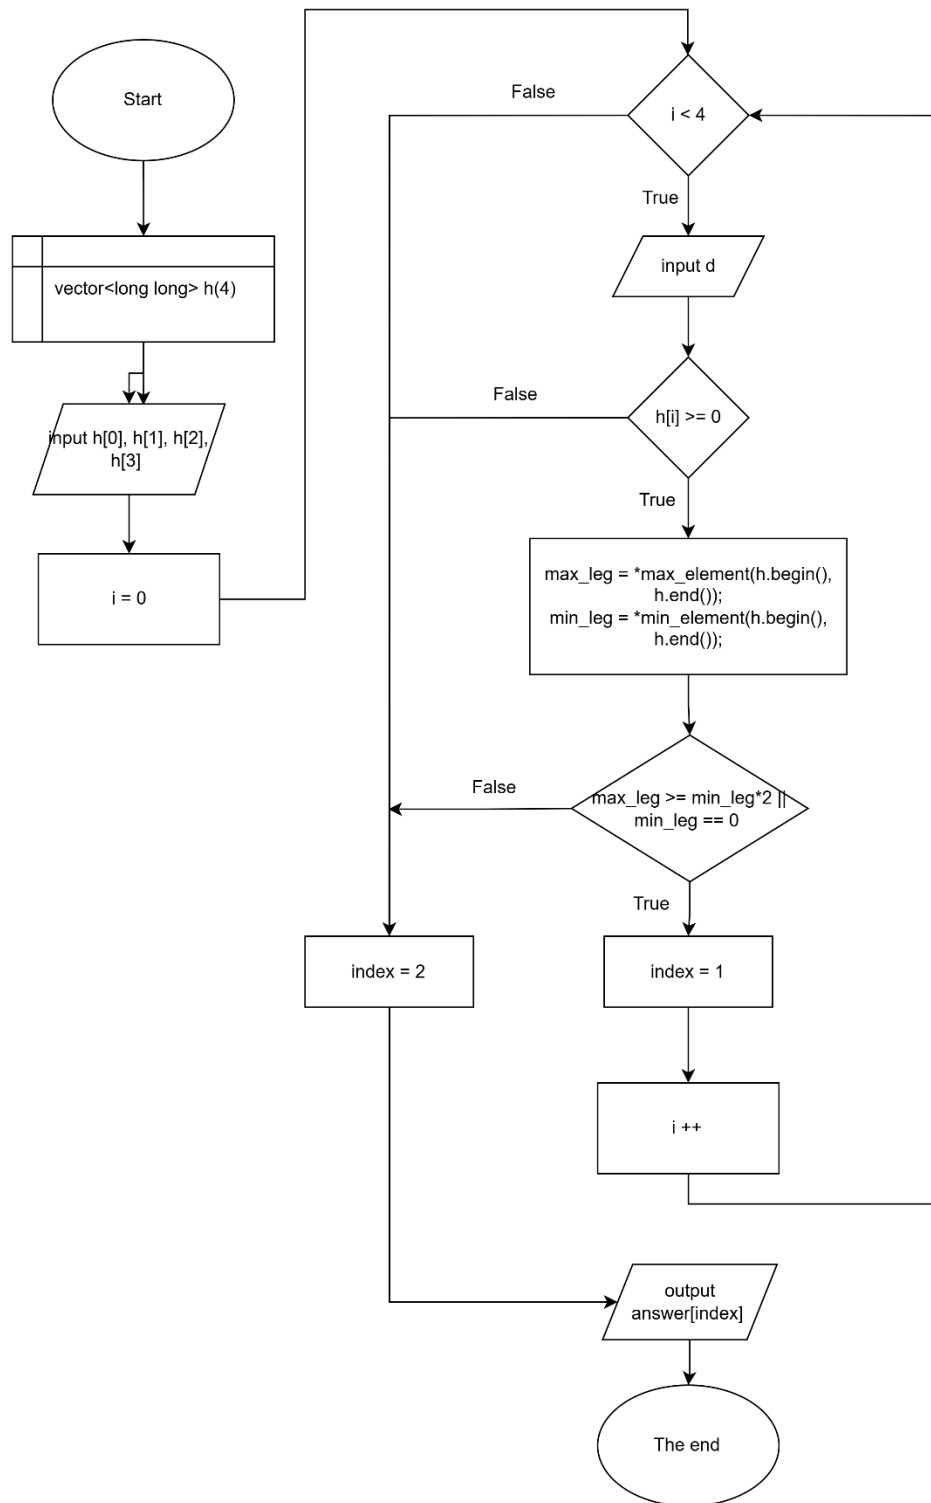 Start
vector<long long> h(4)
input h[0], h[1], h[2],
h[3]
i = 0
i < 4
False
True
input d
h[i] >= 0
False
True
max_leg = *max_element(h.begin(),
h.end());
min_leg = *min_element(h.begin(),
h.end());
max_leg >= min_leg*2 ||
min_leg == 0
False
True
index = 2
index = 1
i ++
output
answer[index]
The end